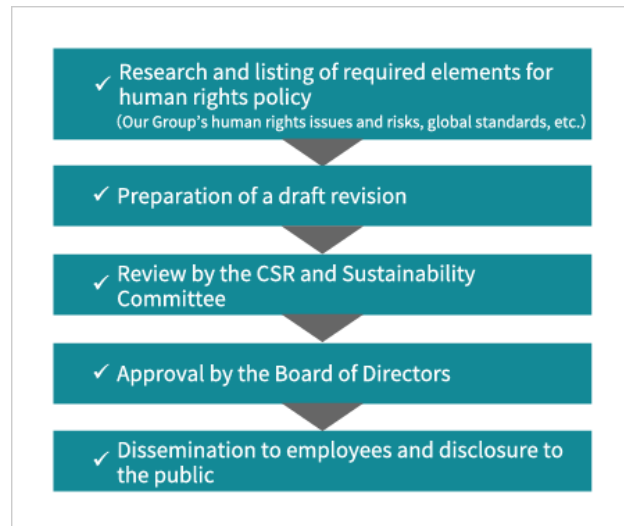 ✓ Research and listing of required elements for
human rights policy
(Our Group's human rights issues and risks, global standards, etc.)
✓ Preparation of a draft revision
✓ Review by the CSR and Sustainability
Committee
✓ Approval by the Board of Directors
✓ Dissemination to employees and disclosure to
the public